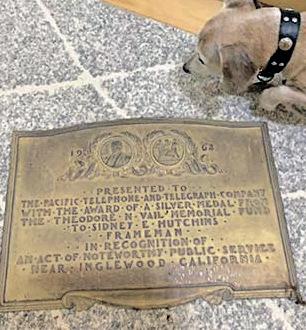 19 62
PRESENTED TO
THE PACIFIC TELEPHONE AND TELEGRAPH COMPANY
WITH THE AWARD OF A SILVER MEDAL FROM
THE THEODORE N. VAIL MEMORIAL FUND
TO SIDNEY E. HUTCHINS
FRAMEMAN
IN RECOGNITION OF
AN ACT OF NOTEWORTHY PUBLIC SERVICE
NEAR INGLEWOOD CALIFORNIA